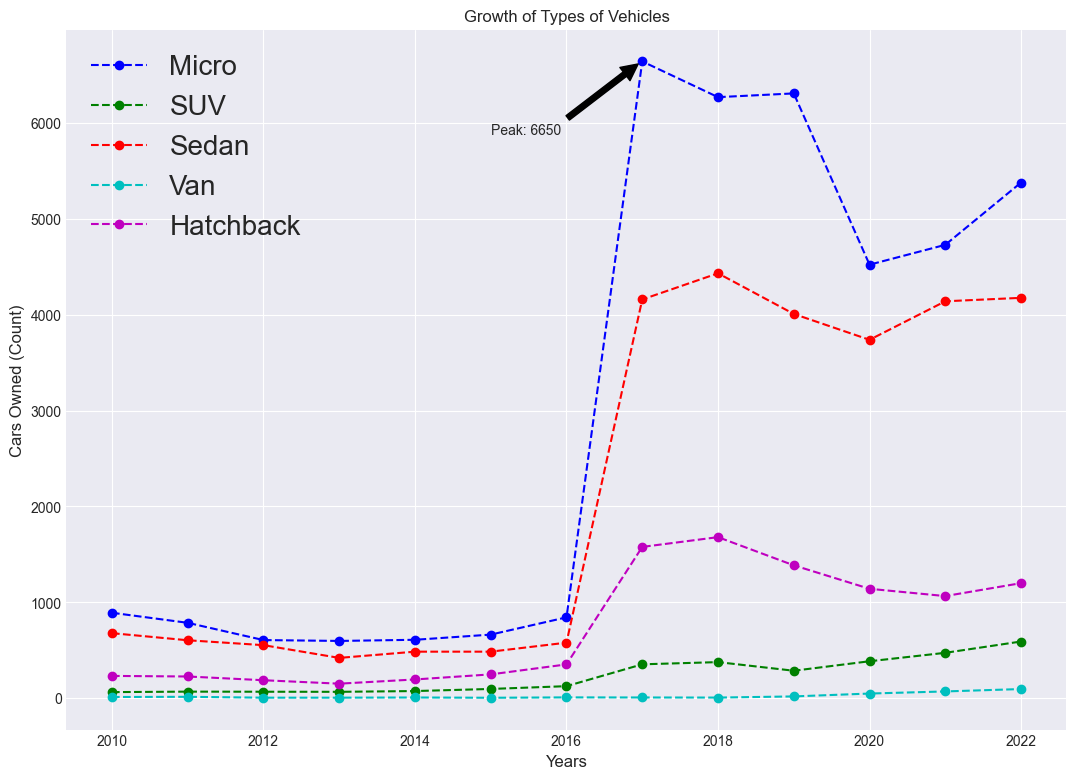 Growth of Types of Vehicles
Micro
SUV
Sedan
Van
Hatchback
Peak: 6650
Cars Owned (Count)
6000
5000
4000
3000
2000
1000
0
2010 2012 2014 2016 2018 2020 2022
Years